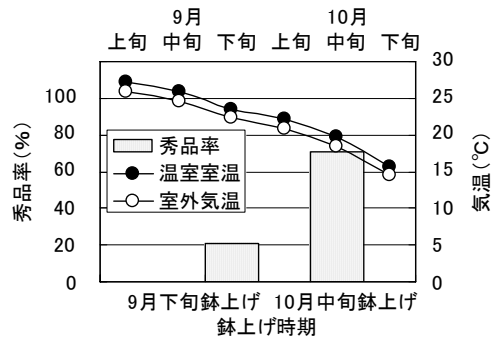 9月 10月
上旬 中旬 下旬 上旬 中旬 下旬
秀品率(%)
100
80
60
40
20
0
秀品率
温室室温
室外気温
30
25
20
15
10
5
0
気温(℃)
9月下旬鉢上げ 10月中旬鉢上げ
鉢上げ時期